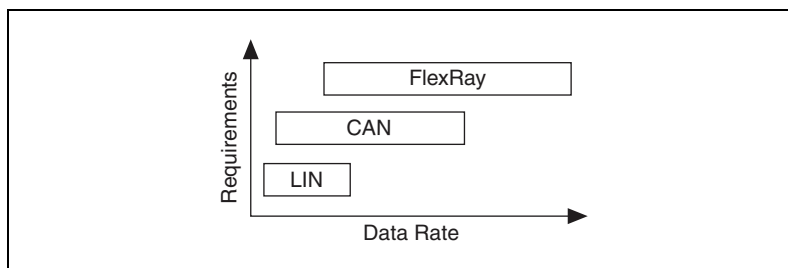 FlexRay
CAN
LIN
Requirements
Data Rate